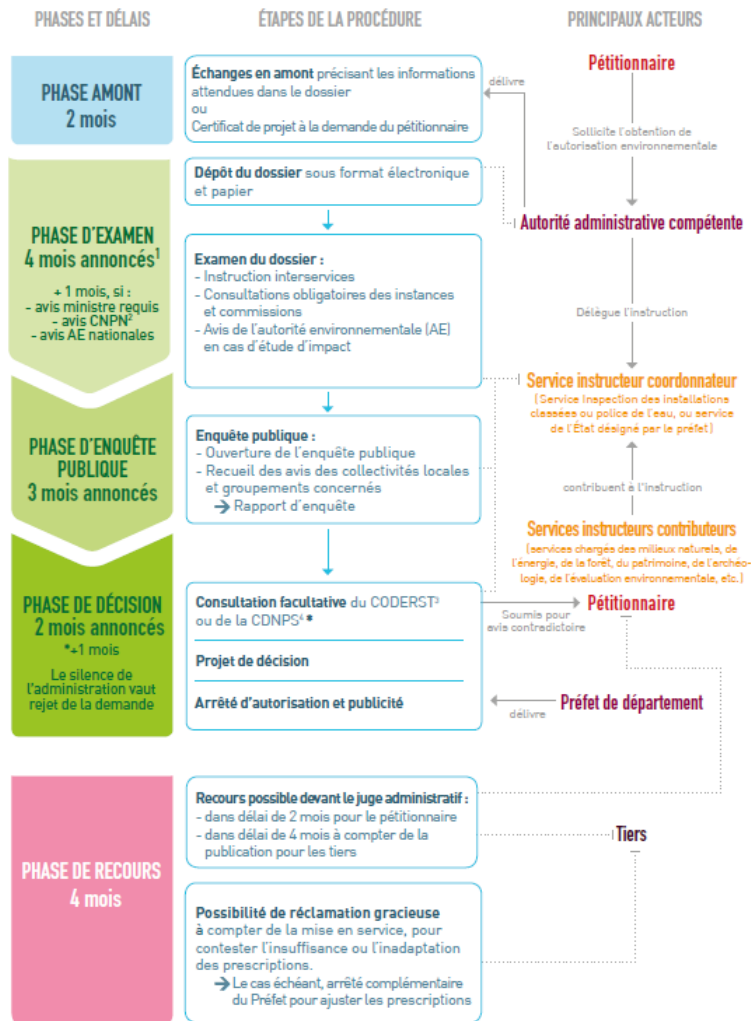 PHASES ET DÉLAIS
ÉTAPES DE LA PROCÉDURE
PRINCIPAUX ACTEURS
PHASE AMONT
2 mois
Échanges en amont précisant les informations
attendues dans le dossier
ou
Certificat de projet à la demande du pétitionnaire
délivre
Pétitionnaire
Sollicite l'obtention de
l'autorisation environnementale
Dépôt du dossier sous format électronique
et papier
Autorité administrative compétente
PHASE D'EXAMEN
4 mois annoncés¹
+ 1 mois, si :
- avis ministre requis
- avis CNPN²
- avis AE nationales
Examen du dossier :
- Instruction interservices
- Consultations obligatoires des instances
et commissions
- Avis de l'autorité environnementale (AE)
en cas d'étude d'impact
Délègue l'instruction
Service instructeur coordonnateur
(Service Inspection des installations
classées ou police de l'eau, ou service
de l'État désigné par le préfet)
PHASE D'ENQUÊTE
PUBLIQUE
3 mois annoncés
Enquête publique :
- Ouverture de l'enquête publique
- Recueil des avis des collectivités locales
et groupements concernés
→ Rapport d'enquête
contribuent à l'instruction
Services instructeurs contributeurs
(services chargés des milieux naturels, de
l'énergie, de la forêt, du patrimoine, de l'archéo-
logie, de l'évaluation environnementale, etc.)
PHASE DE DÉCISION
2 mois annoncés
*+1 mois
Le silence de
l'administration vaut
rejet de la demande
Consultation facultative du CODERST³
ou de la CDNPS⁴ *
Projet de décision
Arrêté d'autorisation et publicité
Soumis pour
avis contradictoire
Pétitionnaire
délivre
Préfet de département
PHASE DE RECOURS
4 mois
Recours possible devant le juge administratif :
- dans délai de 2 mois pour le pétitionnaire
- dans délai de 4 mois à compter de la
publication pour les tiers
Tiers
Possibilité de réclamation gracieuse
à compter de la mise en service, pour
contester l'insuffisance ou l'inadaptation
des prescriptions.
→ Le cas échéant, arrêté complémentaire
du Préfet pour ajuster les prescriptions